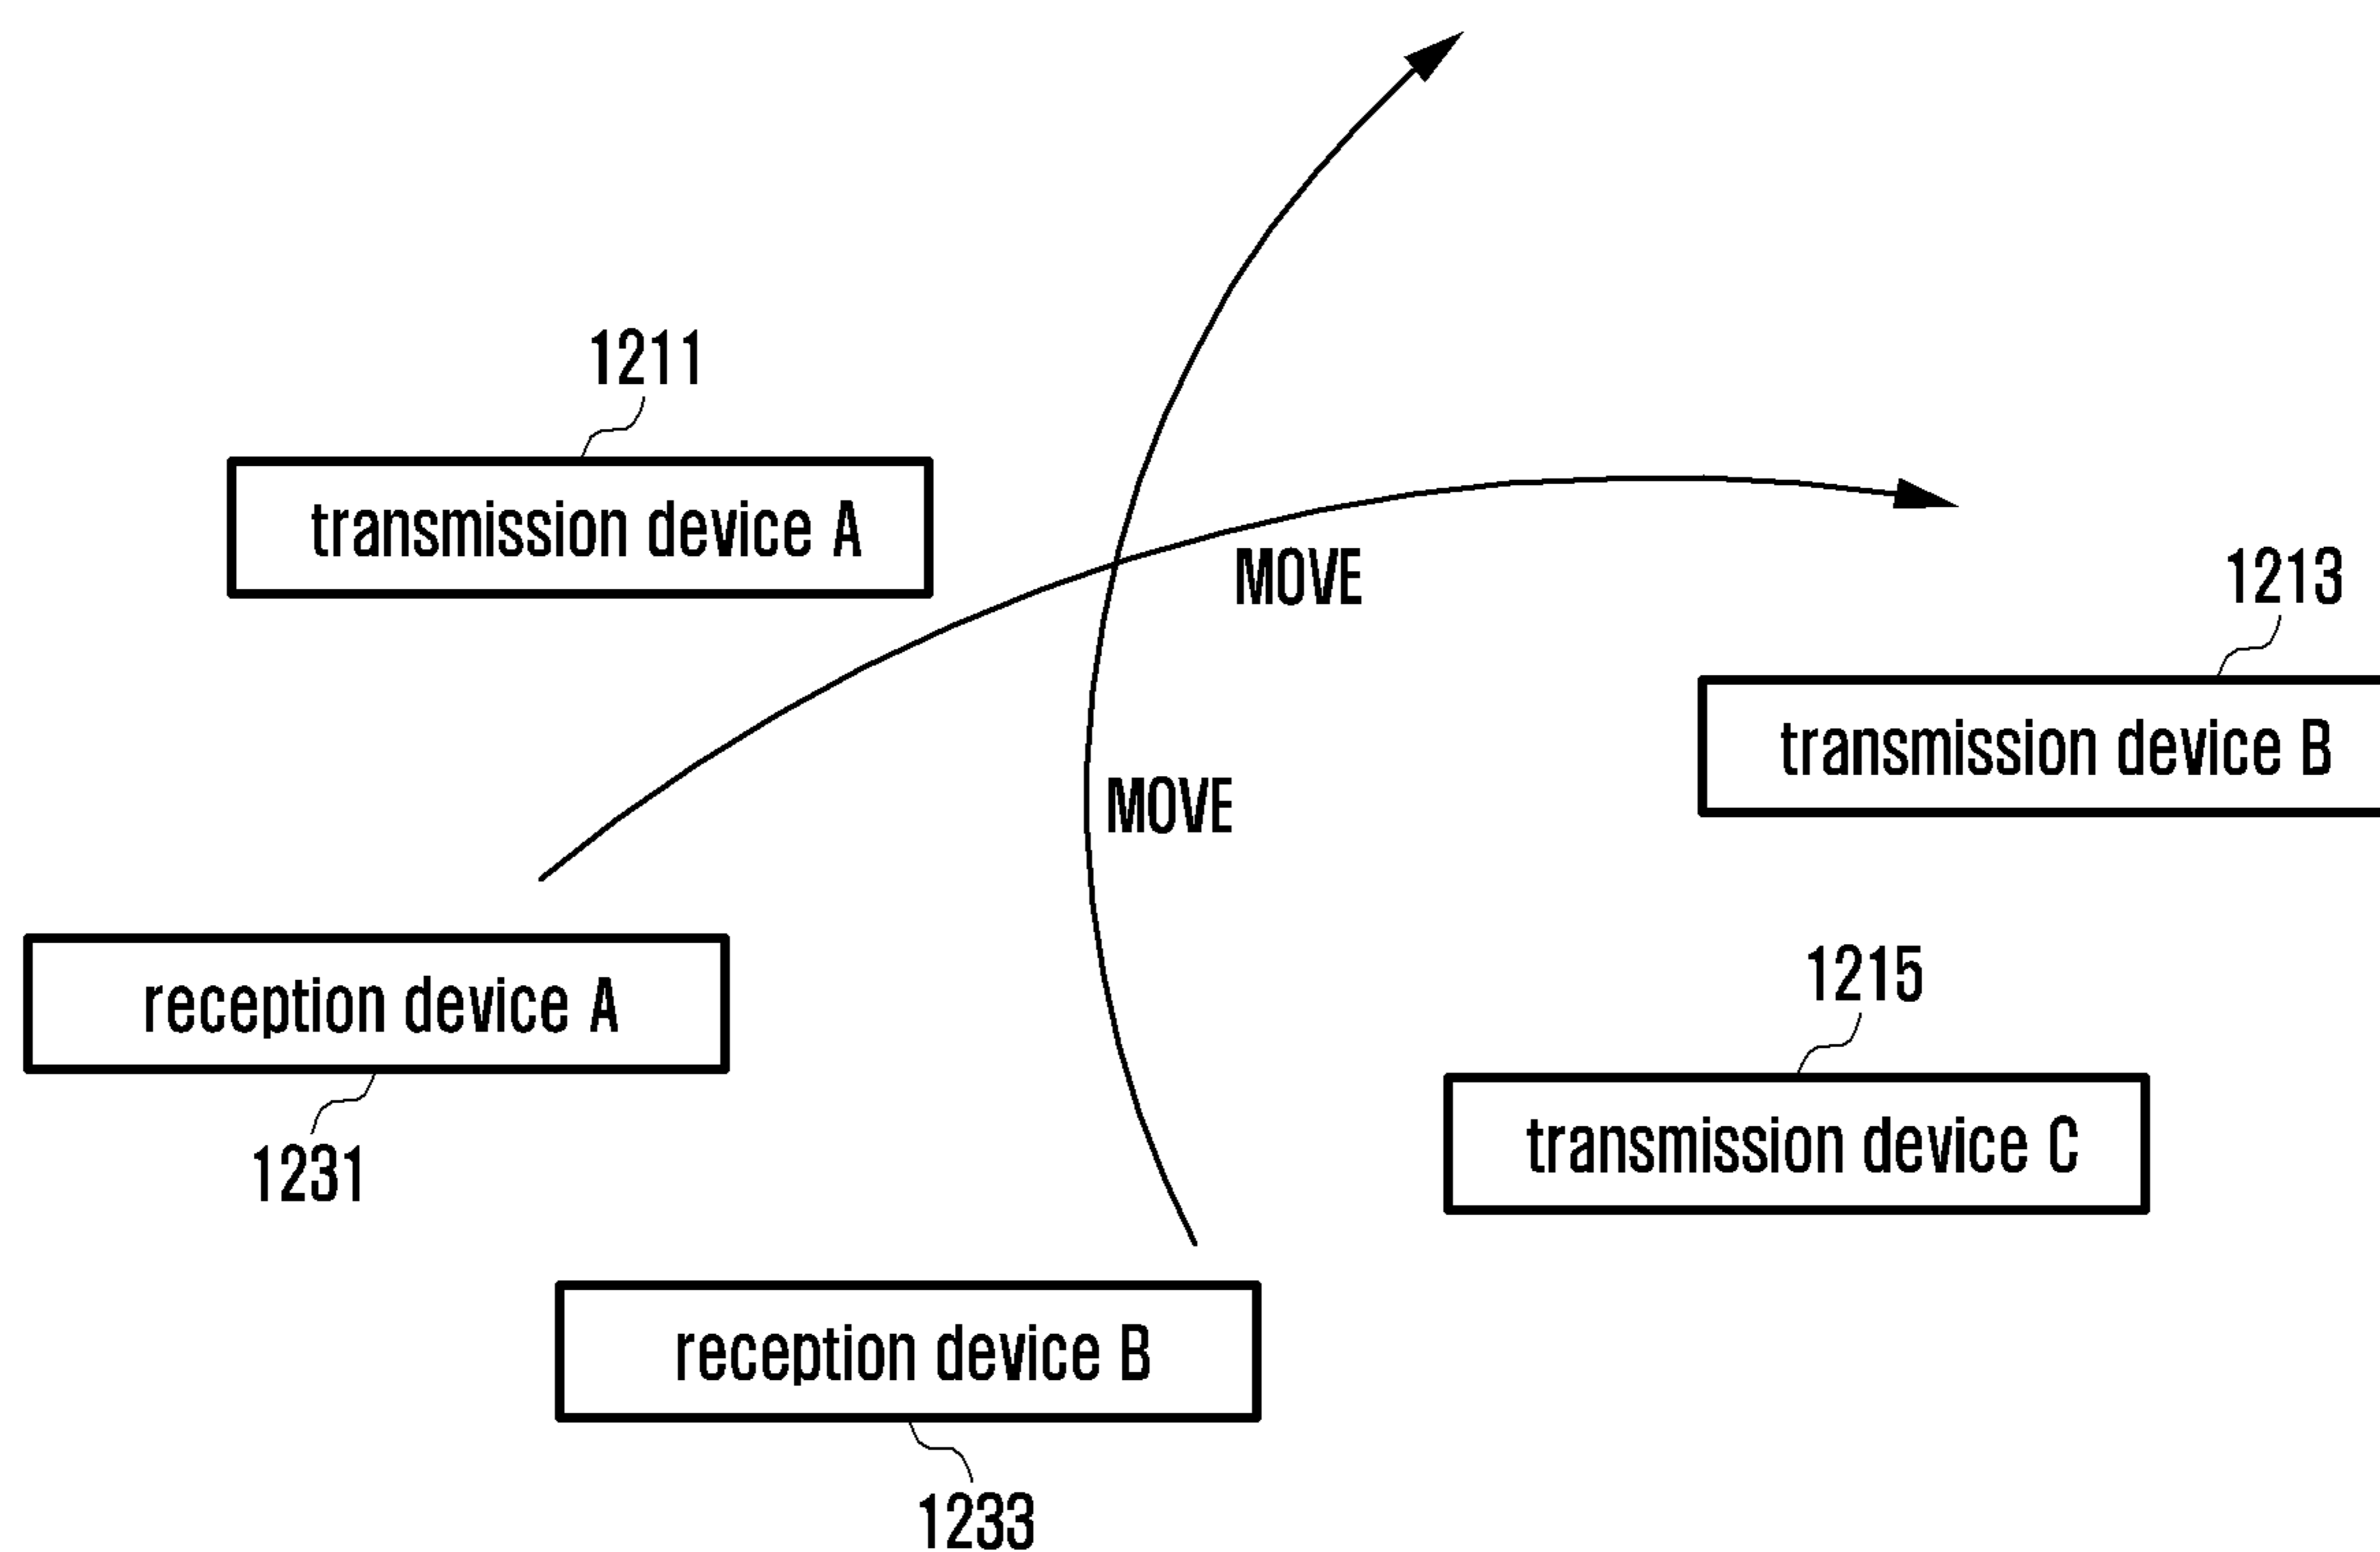 1211
transmission device A
MOVE
1213
transmission device B
MOVE
1215
reception device A
transmission device C
1231
reception device B
1233